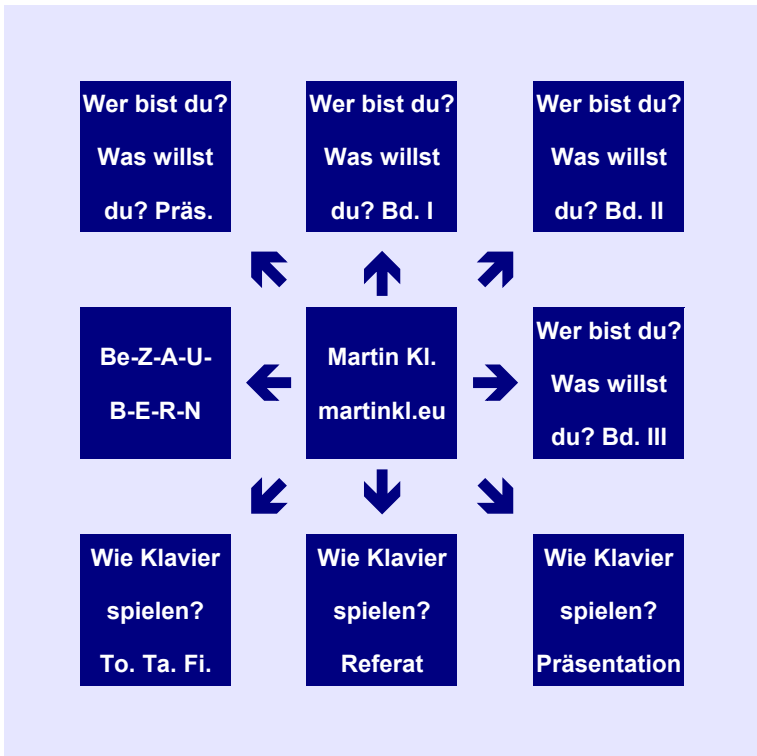 Wer bist du?
Was willst
du? Präs.
Wer bist du?
Was willst
du? Bd. I
Wer bist du?
Was willst
du? Bd. II
Be-Z-A-U-
B-E-R-N
Martin Kl.
martinkl.eu
Wer bist du?
Was willst
du? Bd. III
Wie Klavier
spielen?
To. Ta. Fi.
Wie Klavier
spielen?
Referat
Wie Klavier
spielen?
Präsentation